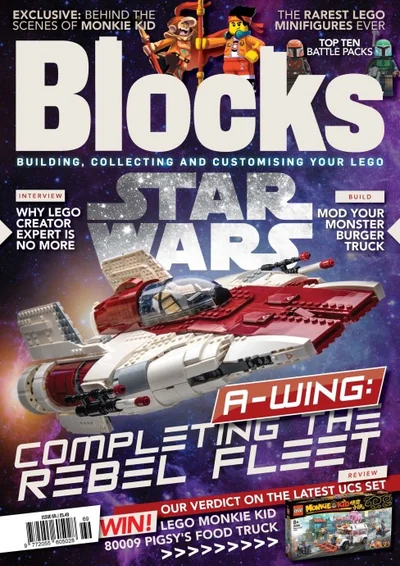 EXCLUSIVE: BEHIND THE
SCENES OF MONKIE KID
THE RAREST LEGO
MINIFIGURES EVER
TOP TEN
BATTLE PACKS
Blocks
BUILDING, COLLECTING AND CUSTOMISING YOUR LEGO
STAR
WARS
INTERVIEW
WHY LEGO
CREATOR
EXPERT IS
NO MORE
BUILD
MOD YOUR
MONSTER
BURGER
TRUCK
A-WING:
COMPLETING THE
REBEL FLEET
REVIEW
OUR VERDICT ON THE LATEST UCS SET
WIN!
LEGO MONKIE KID
80009 PIGSY'S FOOD TRUCK
>>>>>>>>>>
LEGO
MONKIE KID